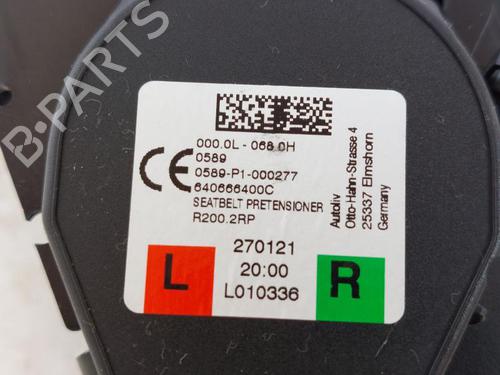 000.0L - 068.0H
0589
0589-P1-000277
640666400C
SEATBELT PRETENSIONER
R200.2RP
270121
20:00
L010336
L
R
Autoliv
Otto-Hahn-Strasse 4
25337 Elmshorn
Germany
CE
B-PARTS